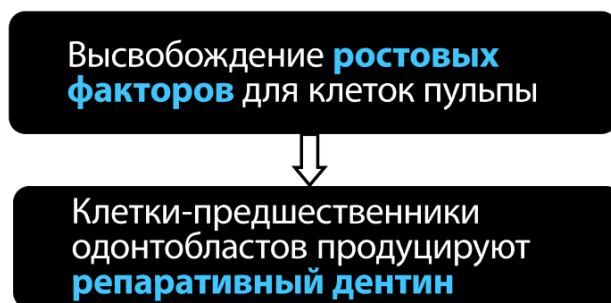 Высвобождение ростовых
факторов для клеток пульпы
Клетки-предшественники
одонтобластов продуцируют
репаративный дентин